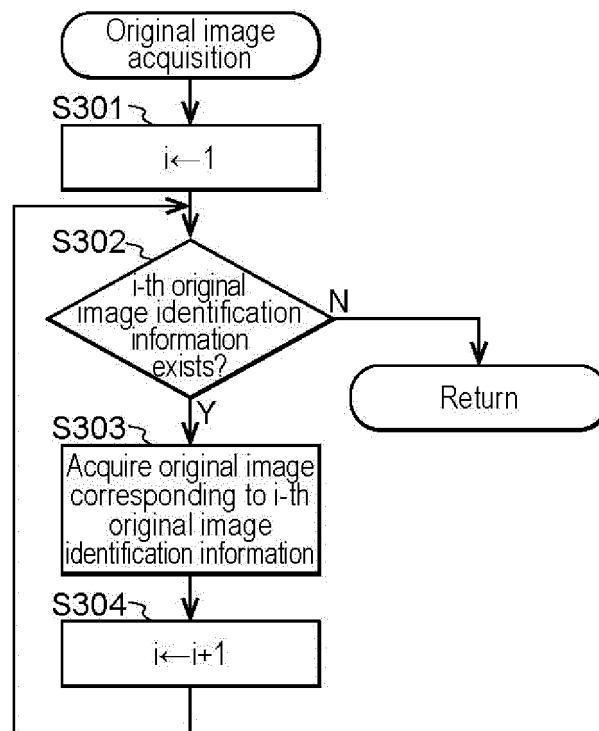 Original image
acquisition
S301
i←1
S302
i-th original
image identification
information
exists?
N
Return
Y
S303
Acquire original image
corresponding to i-th
original image
identification information
S304
i←i+1